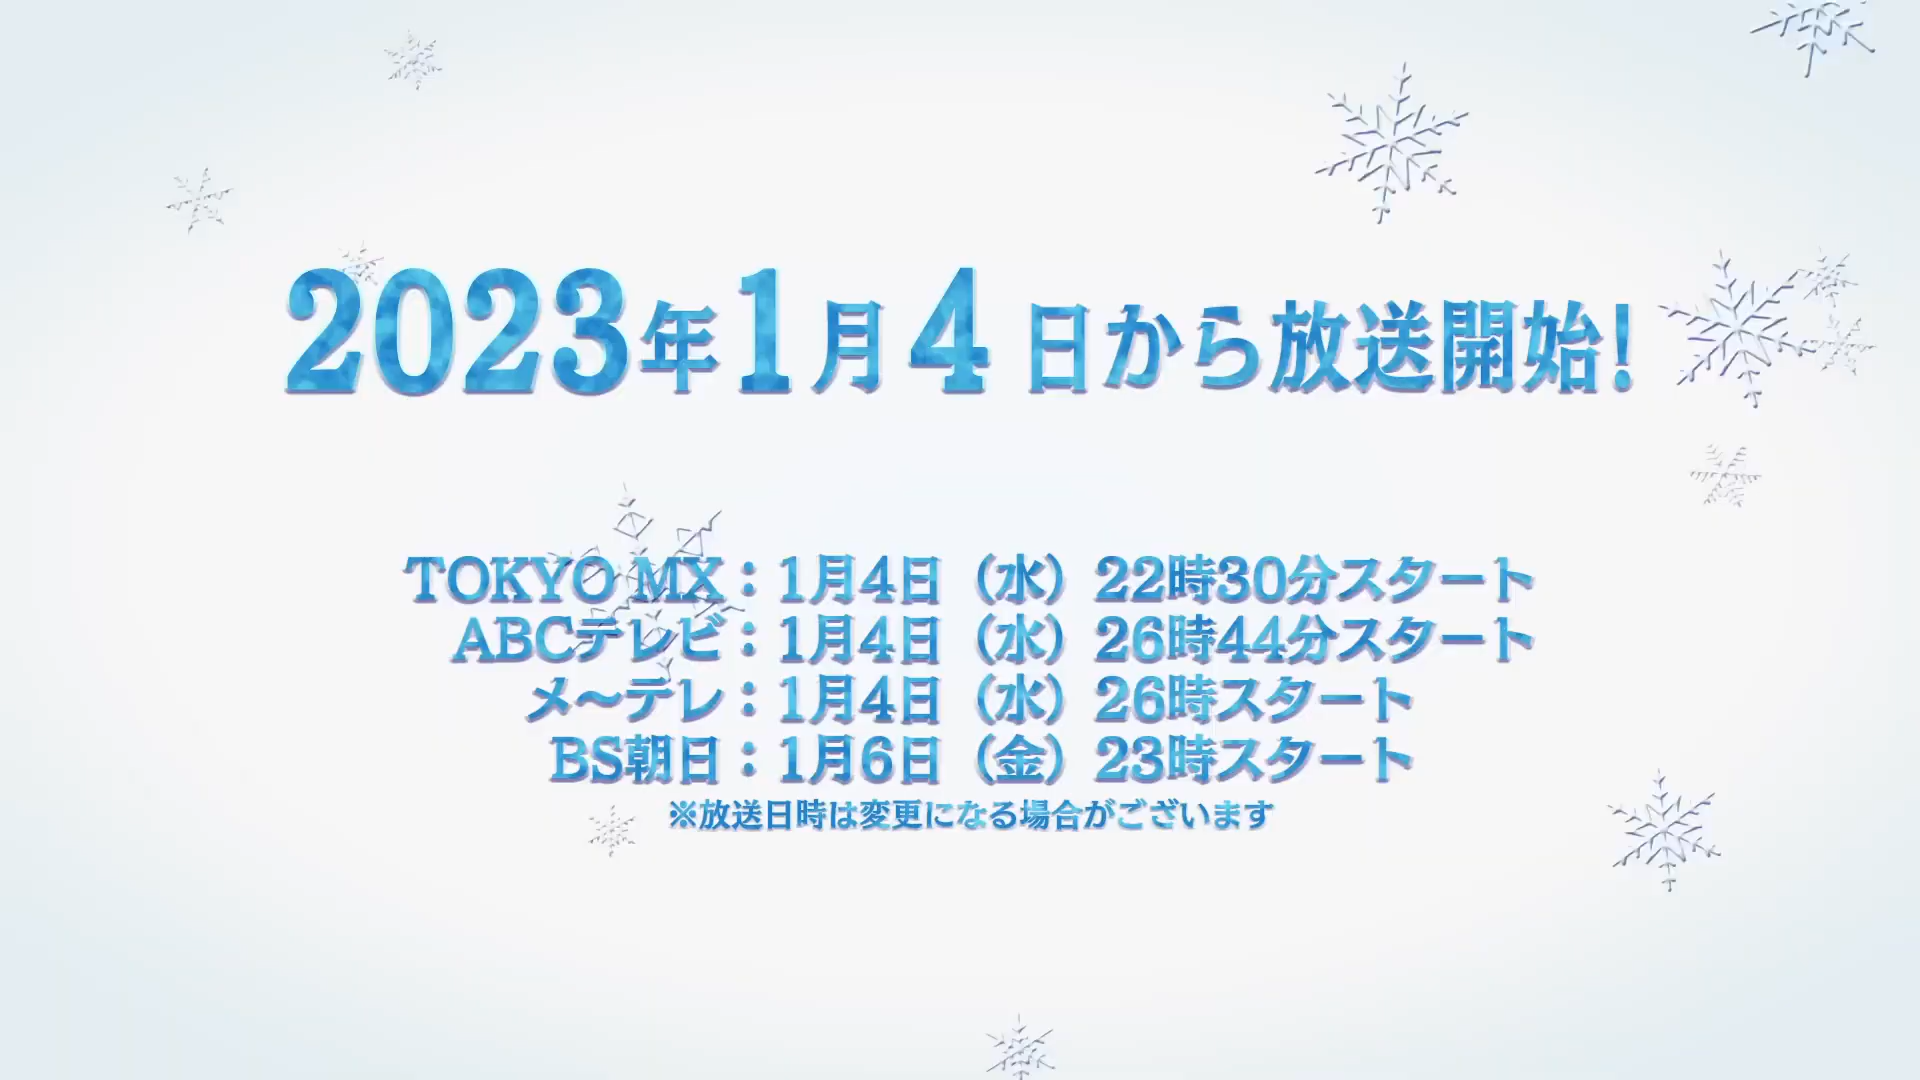 2023年1月4日から放送開始!
TOKYO MX：1月4日（水）22時30分スタート
ABCテレビ：1月4日（水）26時44分スタート
メ～テレ：1月4日（水）26時スタート
BS朝日：1月6日（金）23時スタート
※放送日時は変更になる場合がございます